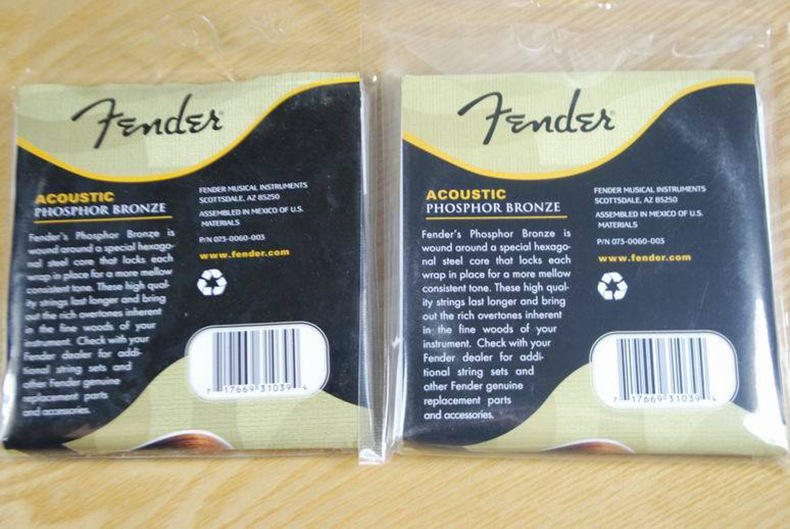 Fender
ACOUSTIC
PHOSPHOR BRONZE
Fender's Phosphor Bronze is
wound around a special hexago-
nal steel core that locks each
wrap in place for a more mellow
consistent tone. These high qual-
ity strings last longer and bring
out the rich overtones inherent
in the fine woods of your
instrument. Check with your
Fender dealer for addi-
tional string sets and
other Fender genuine
replacement parts
and accessories.
FENDER MUSICAL INSTRUMENTS
SCOTTSDALE, AZ 85250
ASSEMBLED IN MEXICO OF U.S.
MATERIALS
P/N 073-0060-003
www.fender.com
7 17669 31039 4
Fender
ACOUSTIC
PHOSPHOR BRONZE
Fender's Phosphor Bronze is
wound around a special hexago-
nal steel core that locks each
wrap in place for a more mellow
consistent tone. These high qual-
ity strings last longer and bring
out the rich overtones inherent
in the fine woods of your
instrument. Check with your
Fender dealer for addi-
tional string sets and
other Fender genuine
replacement parts
and accessories.
FENDER MUSICAL INSTRUMENTS
SCOTTSDALE, AZ 85250
ASSEMBLED IN MEXICO OF U.S.
MATERIALS
P/N 073-0060-003
www.fender.com
7 17669 31039 4